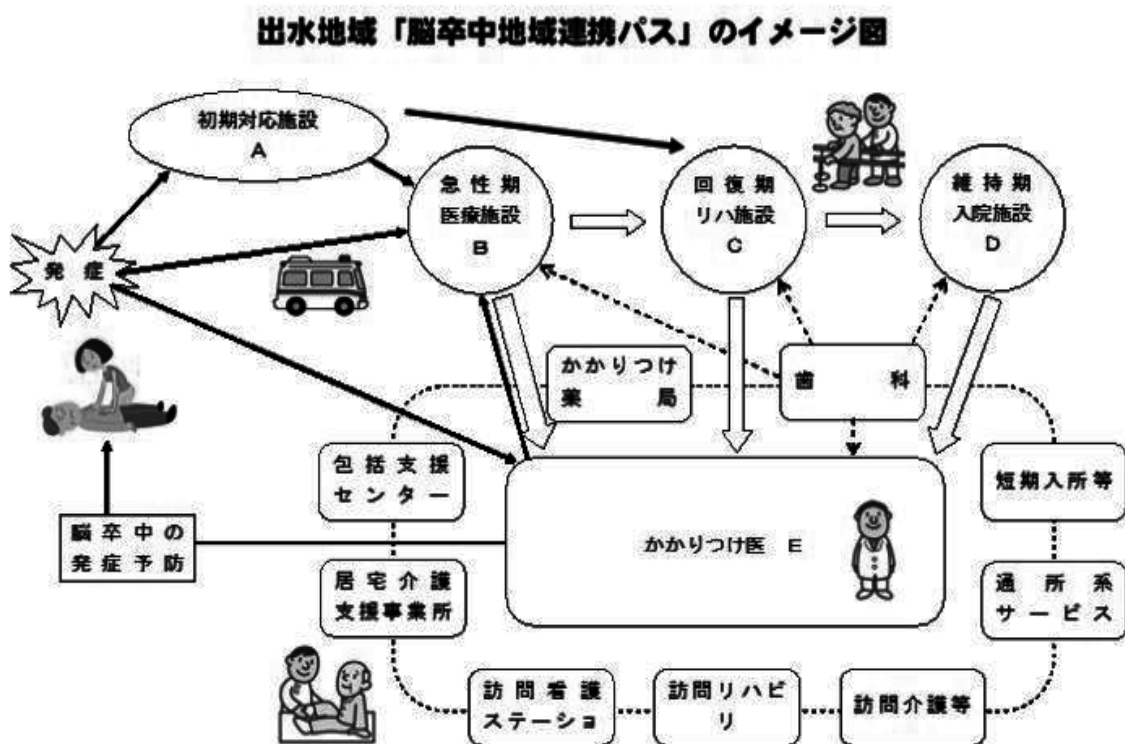 出水地域「脳卒中地域連携パス」のイメージ図
初期対応施設
A
急性期
医療施設
B
回復期
リハ施設
C
維持期
入院施設
D
発症
かかりつけ
薬局
歯科
包括支援
センター
短期入所等
脳卒中の
発症予防
かかりつけ医 E
居宅介護
支援事業所
通所系
サービス
訪問看護
ステーショ
訪問リハビ
リ
訪問介護等